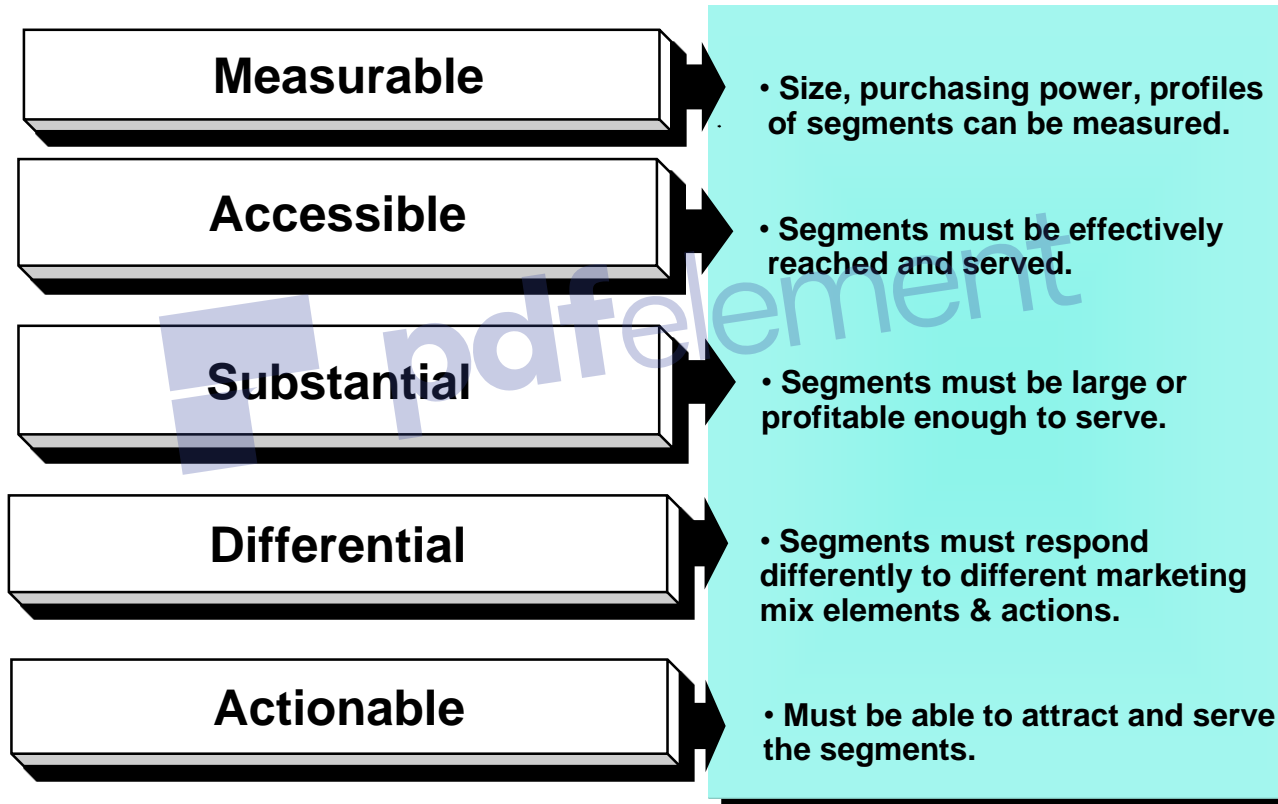 Measurable
• Size, purchasing power, profiles
of segments can be measured.
Accessible
• Segments must be effectively
reached and served.
pdfelement
Substantial
• Segments must be large or
profitable enough to serve.
Differential
• Segments must respond
differently to different marketing
mix elements & actions.
Actionable
• Must be able to attract and serve
the segments.